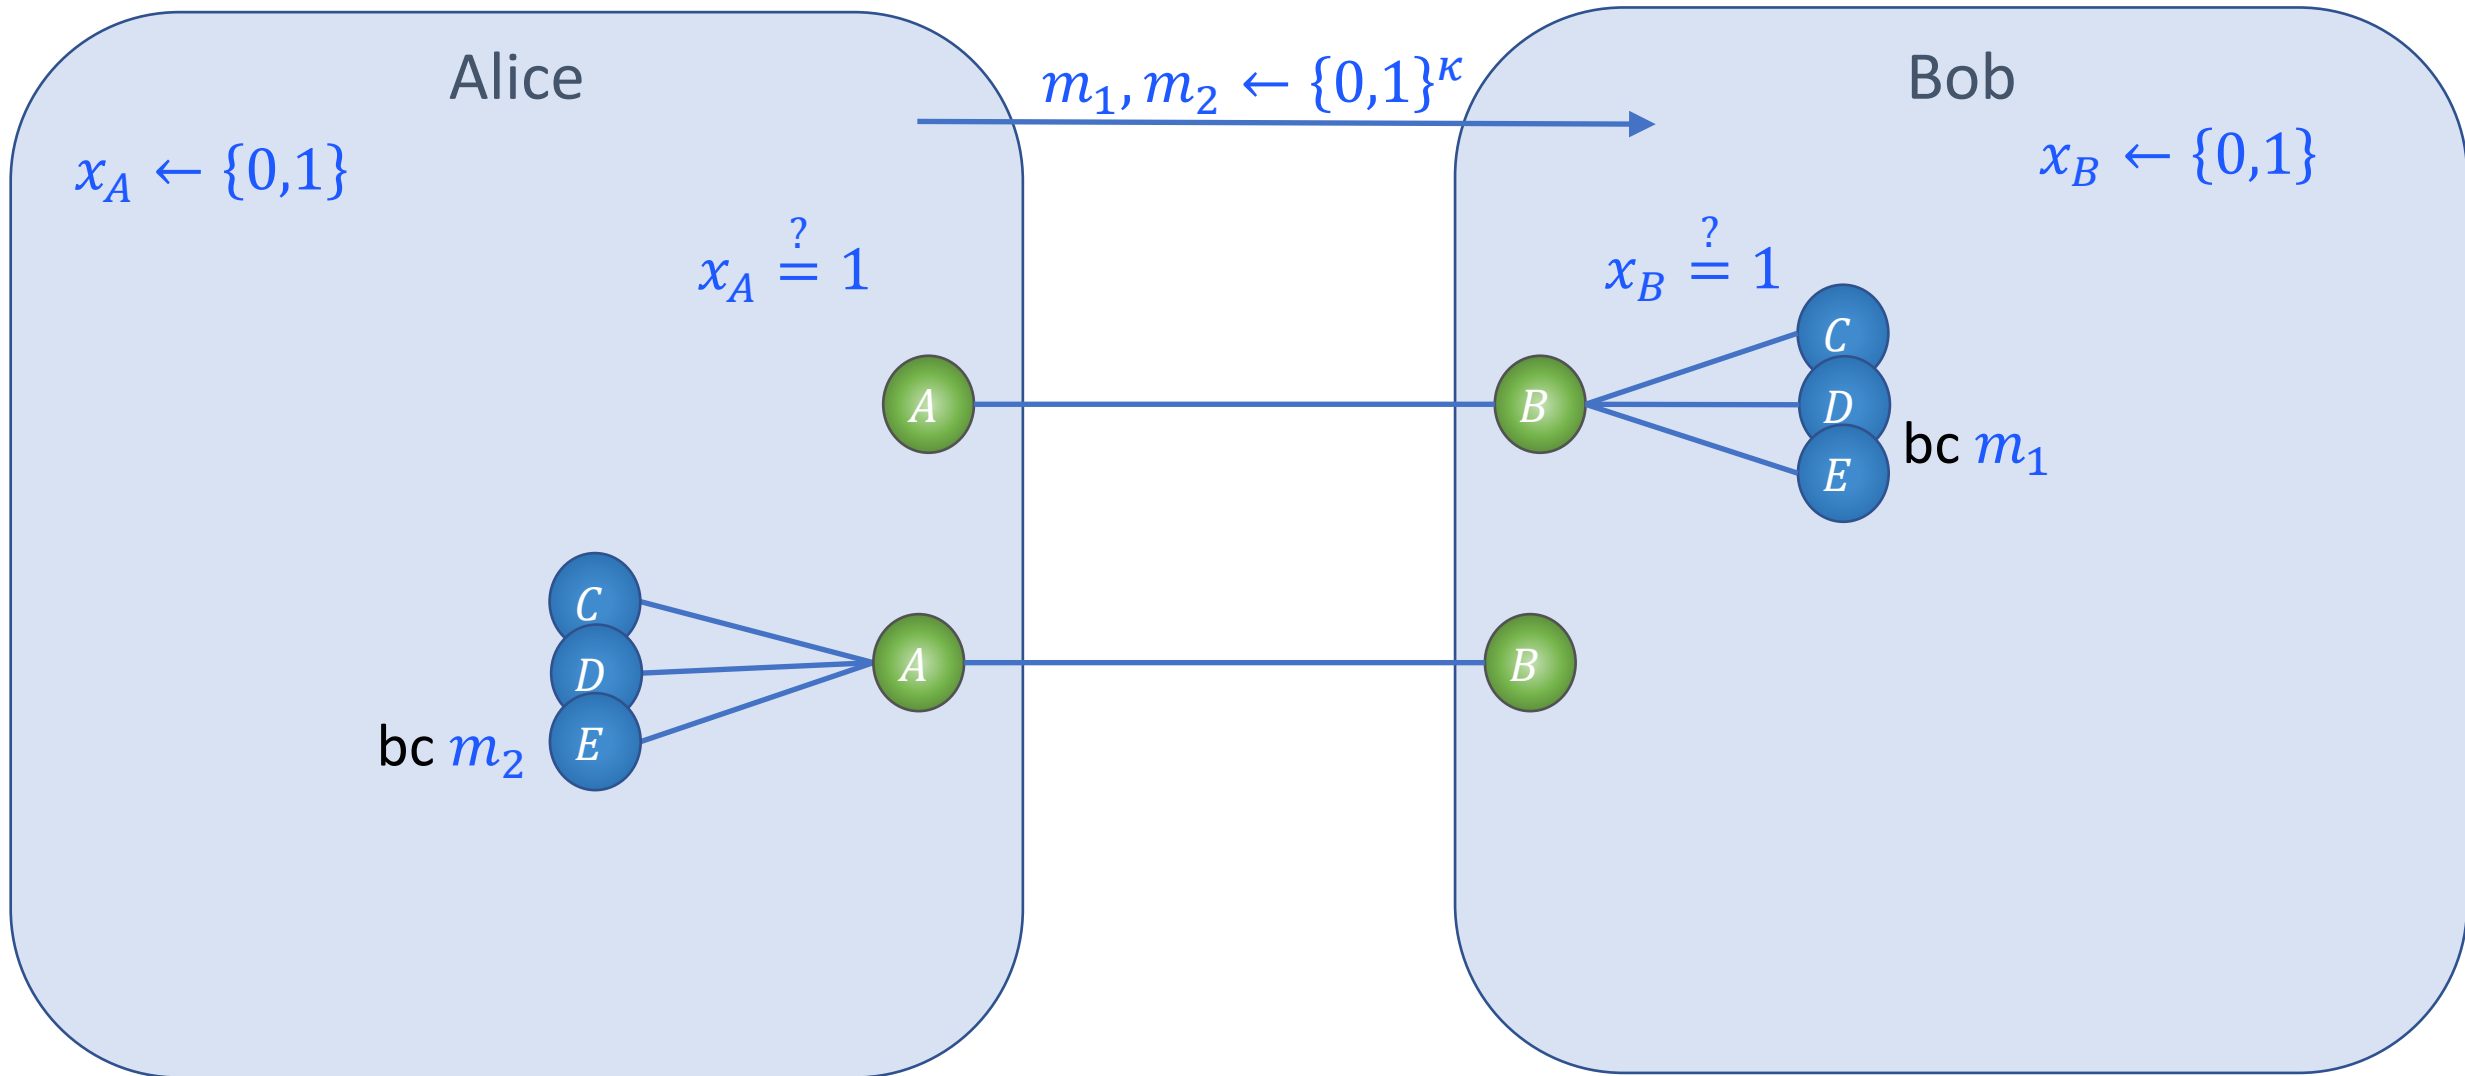 Alice
Bob
m₁, m₂ ← {0,1}^κ
x_A ← {0,1}
x_B ← {0,1}
x_A ≟ 1
x_B ≟ 1
A
B
C
D
E
bc m₁
C
D
E
bc m₂
A
B